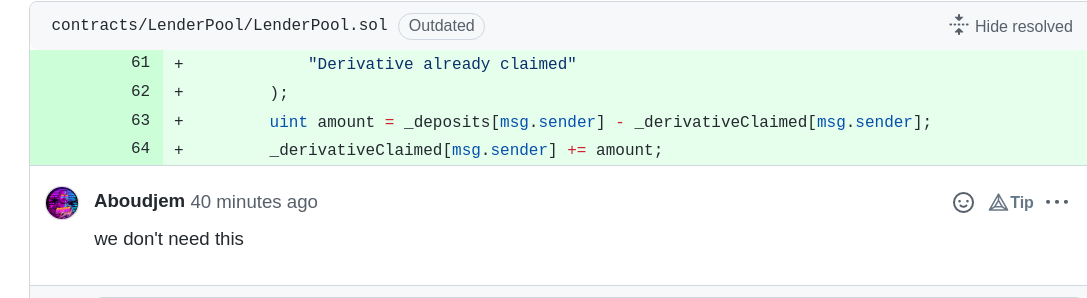 contracts/LenderPool/LenderPool.sol Outdated Hide resolved
61 + "Derivative already claimed"
62 + );
63 + uint amount = _deposits[msg.sender] - _derivativeClaimed[msg.sender];
64 + _derivativeClaimed[msg.sender] += amount;
Aboudjem 40 minutes ago Tip
we don't need this